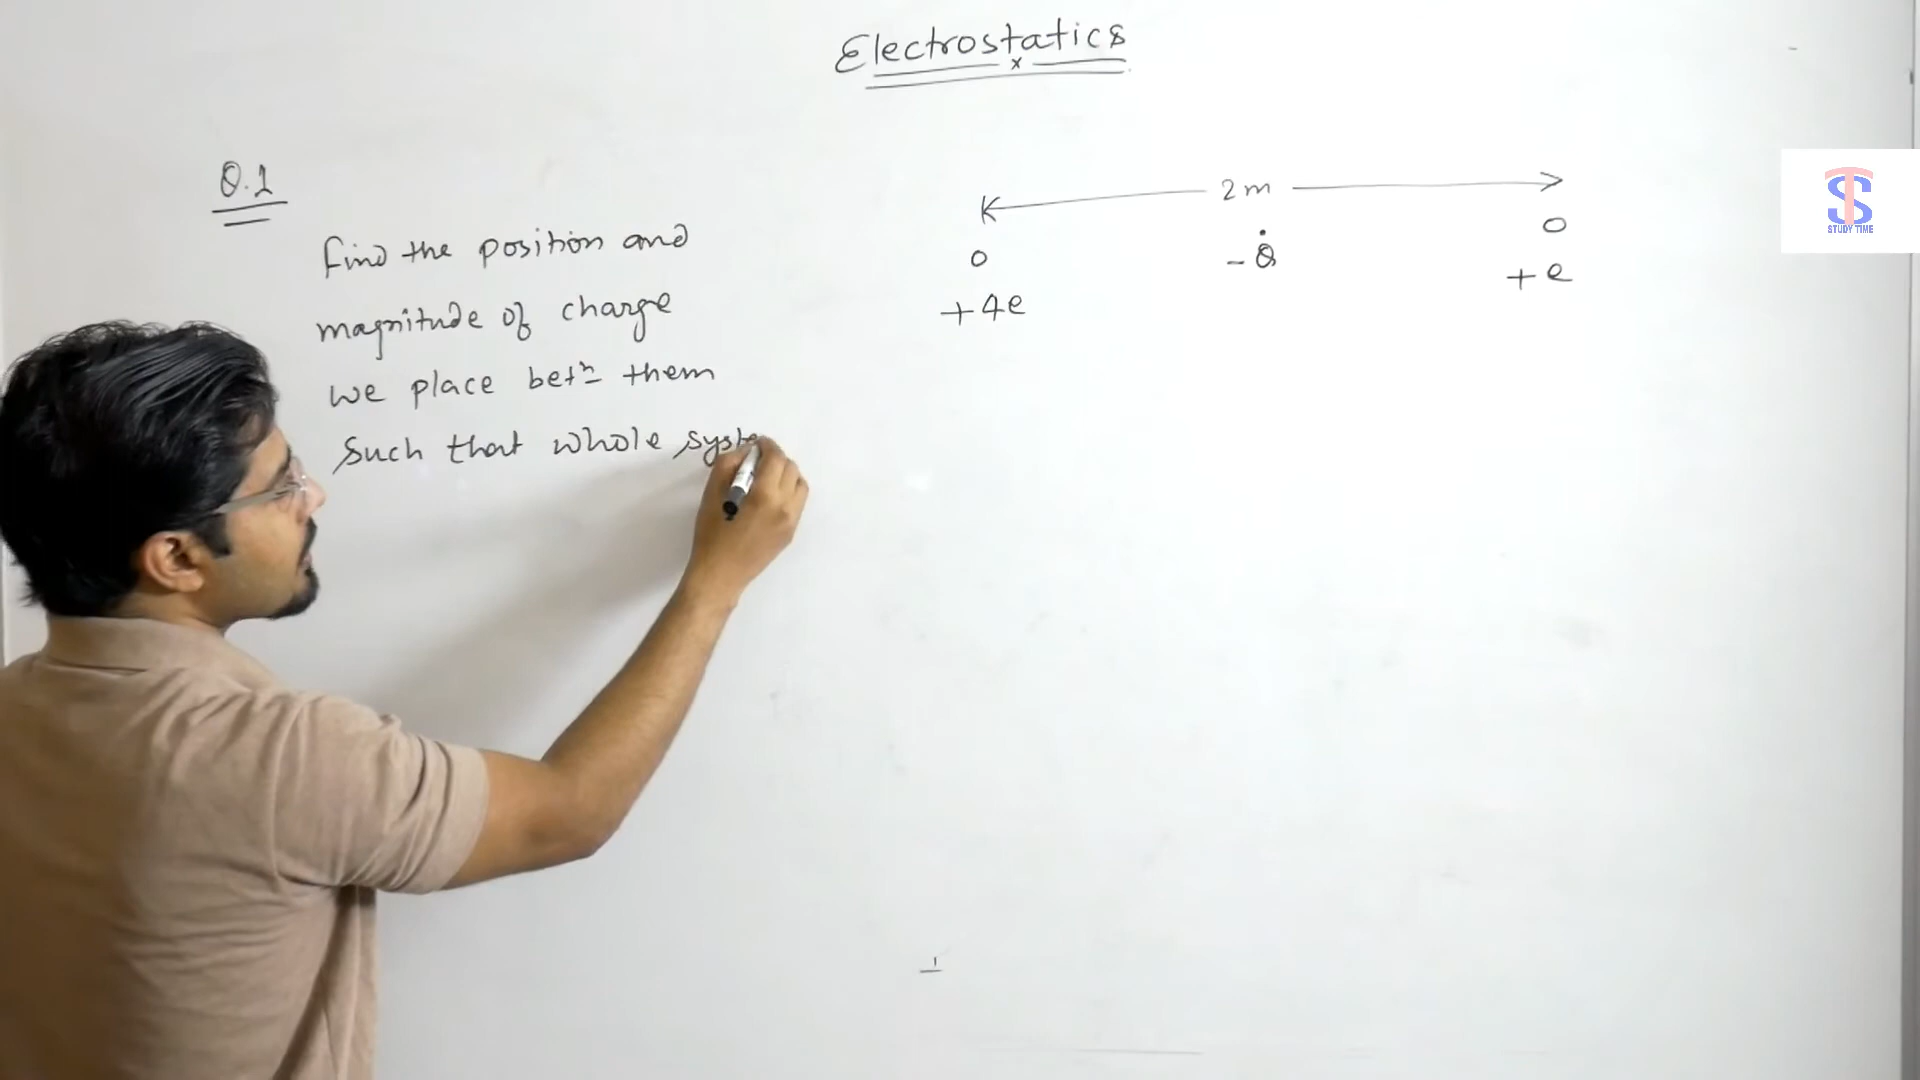 Electrostatics
x
Q.1
2m
Find the position and
-Q
+e
magnitude of charge
+4e
we place betn them
such that whole syste
STUDY TIME